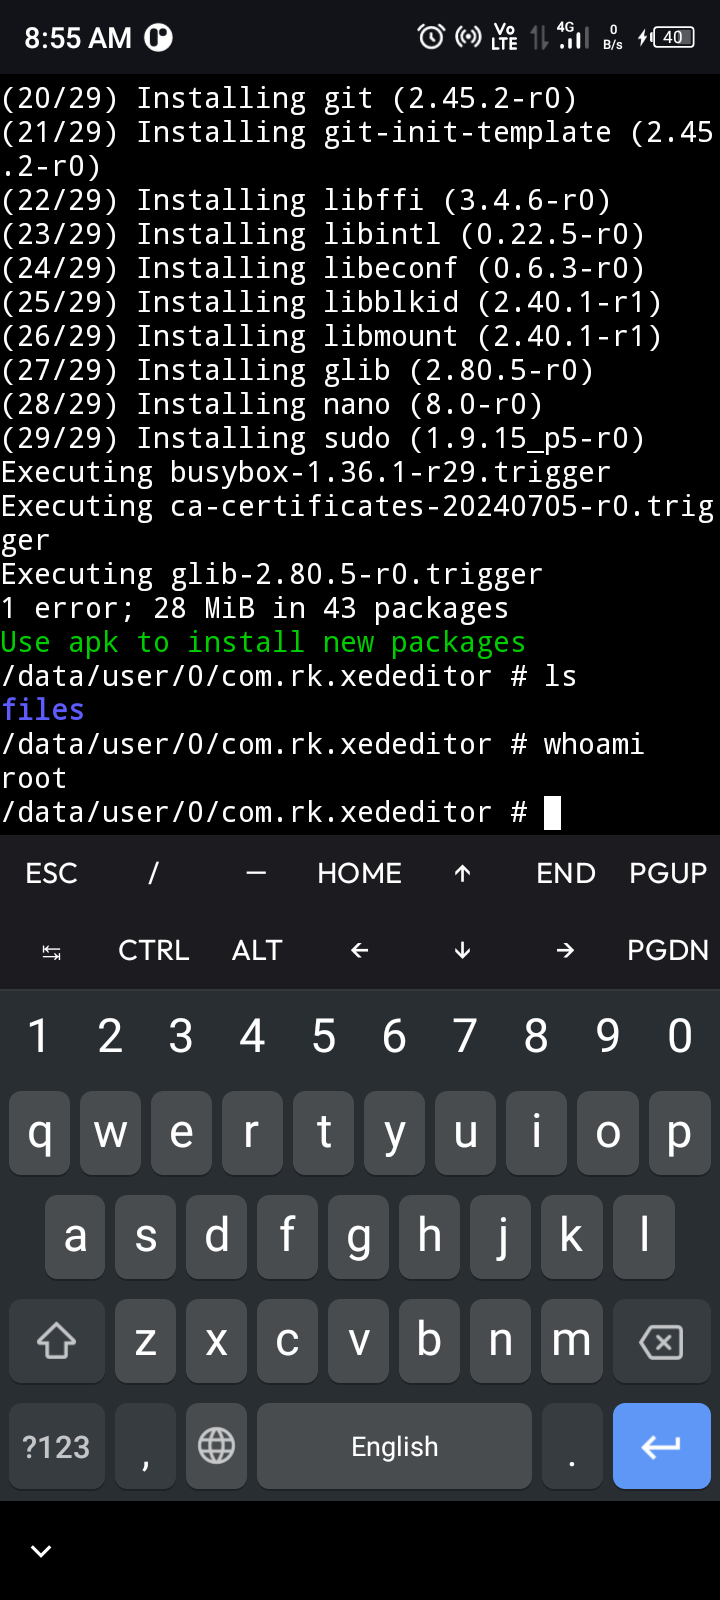 8:55 AM Vo LTE 4G 0 B/s 40
(20/29) Installing git (2.45.2-r0)
(21/29) Installing git-init-template (2.45
.2-r0)
(22/29) Installing libffi (3.4.6-r0)
(23/29) Installing libintl (0.22.5-r0)
(24/29) Installing libeconf (0.6.3-r0)
(25/29) Installing libblkid (2.40.1-r1)
(26/29) Installing libmount (2.40.1-r1)
(27/29) Installing glib (2.80.5-r0)
(28/29) Installing nano (8.0-r0)
(29/29) Installing sudo (1.9.15_p5-r0)
Executing busybox-1.36.1-r29.trigger
Executing ca-certificates-20240705-r0.trig
ger
Executing glib-2.80.5-r0.trigger
1 error; 28 MiB in 43 packages
Use apk to install new packages
/data/user/0/com.rk.xededitor # ls
files
/data/user/0/com.rk.xededitor # whoami
root
/data/user/0/com.rk.xededitor #
ESC / — HOME ↑ END PGUP
↹ CTRL ALT ← ↓ → PGDN
1 2 3 4 5 6 7 8 9 0
q w e r t y u i o p
a s d f g h j k l
z x c v b n m
?123 , English .